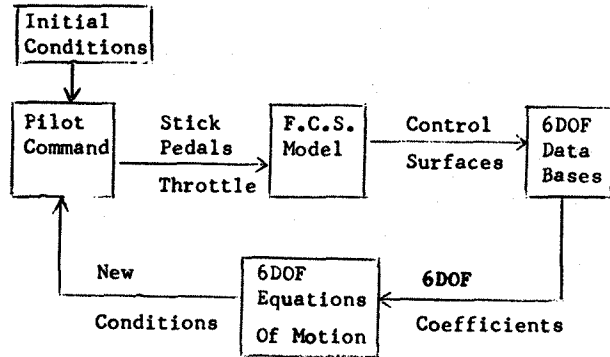 Initial
Conditions
Pilot
Command
Stick
Pedals
Throttle
F.C.S.
Model
Control
Surfaces
6DOF
Data
Bases
New
Conditions
6DOF
Equations
Of Motion
6DOF
Coefficients